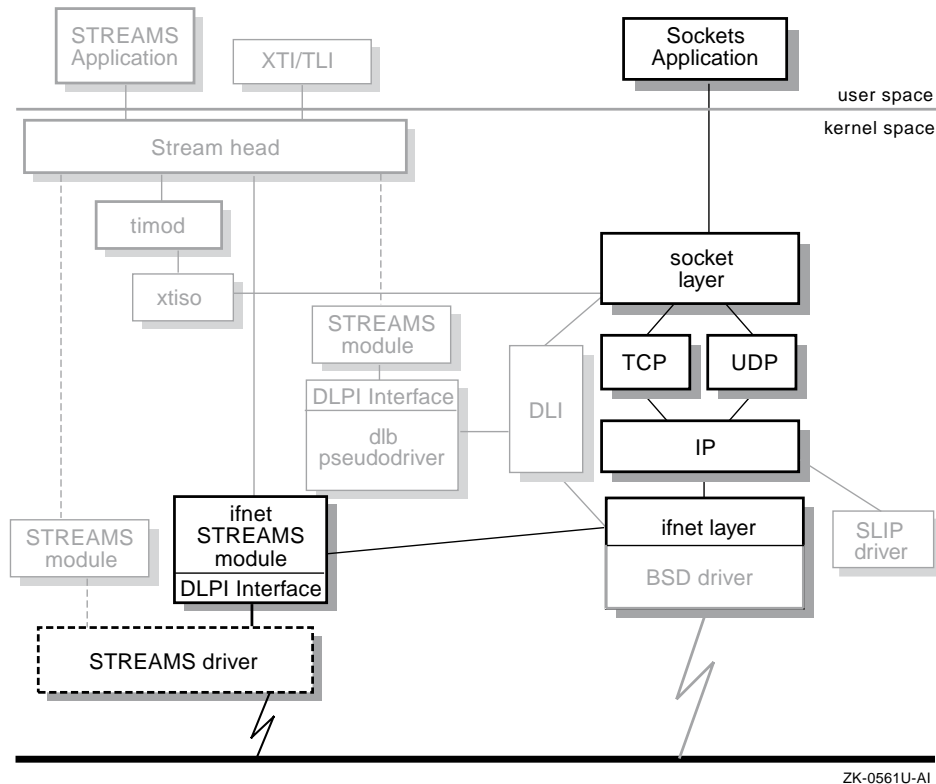 STREAMS
Application
XTI/TLI
Sockets
Application
user space
kernel space
Stream head
timod
socket
layer
xtiso
STREAMS
module
TCP
UDP
DLI
DLPI Interface
dlb
pseudodriver
IP
ifnet
STREAMS
module
DLPI Interface
ifnet layer
BSD driver
SLIP
driver
STREAMS
module
STREAMS driver
ZK-0561U-AI